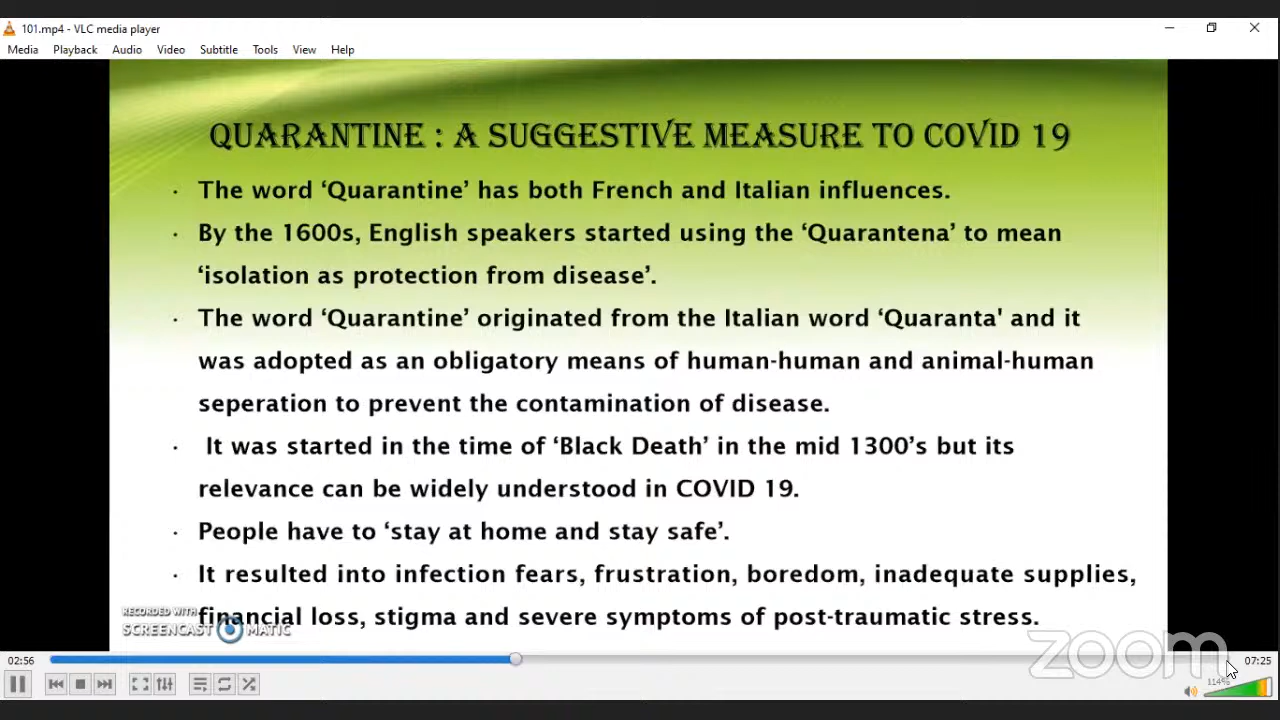 101.mp4 - VLC media player
Media Playback Audio Video Subtitle Tools View Help
QUARANTINE : A SUGGESTIVE MEASURE TO COVID 19
· The word ‘Quarantine’ has both French and Italian influences.
· By the 1600s, English speakers started using the ‘Quarantena’ to mean
‘isolation as protection from disease’.
· The word ‘Quarantine’ originated from the Italian word ‘Quaranta' and it
was adopted as an obligatory means of human-human and animal-human
seperation to prevent the contamination of disease.
· It was started in the time of ‘Black Death’ in the mid 1300’s but its
relevance can be widely understood in COVID 19.
· People have to ‘stay at home and stay safe’.
· It resulted into infection fears, frustration, boredom, inadequate supplies,
financial loss, stigma and severe symptoms of post-traumatic stress.
RECORDED WITH
SCREENCAST MATIC
zoom
02:56
07:25
114%